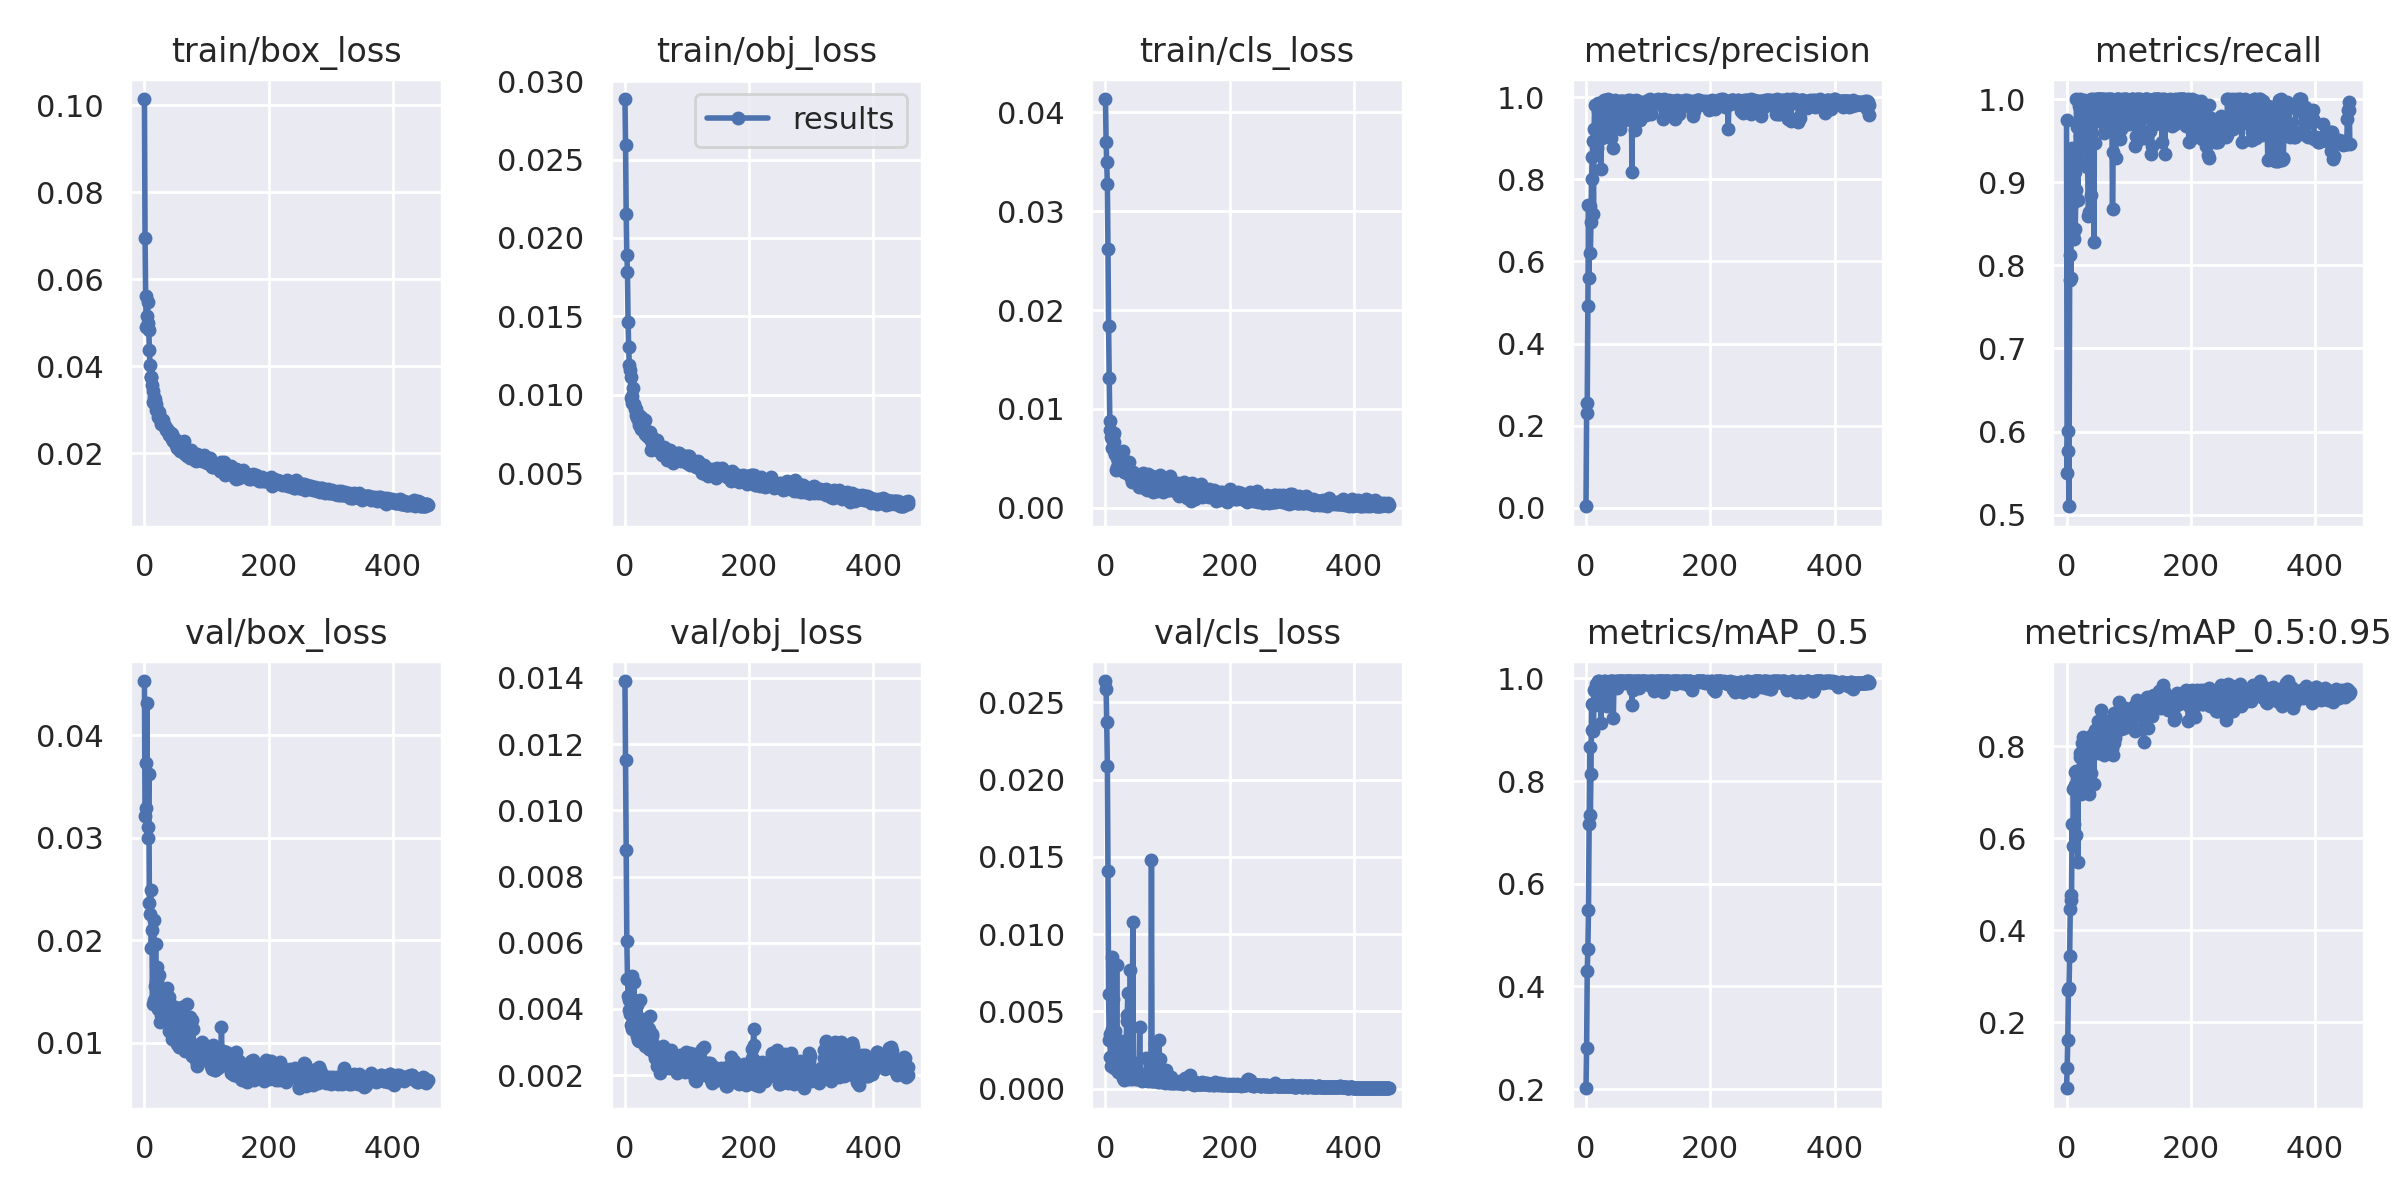 train/box_loss
0.10
0.08
0.06
0.04
0.02
0 200 400
train/obj_loss
results
0.030
0.025
0.020
0.015
0.010
0.005
0 200 400
train/cls_loss
0.04
0.03
0.02
0.01
0.00
0 200 400
metrics/precision
1.0
0.8
0.6
0.4
0.2
0.0
0 200 400
metrics/recall
1.0
0.9
0.8
0.7
0.6
0.5
0 200 400
val/box_loss
0.04
0.03
0.02
0.01
0 200 400
val/obj_loss
0.014
0.012
0.010
0.008
0.006
0.004
0.002
0 200 400
val/cls_loss
0.025
0.020
0.015
0.010
0.005
0.000
0 200 400
metrics/mAP_0.5
1.0
0.8
0.6
0.4
0.2
0 200 400
metrics/mAP_0.5:0.95
0.8
0.6
0.4
0.2
0 200 400